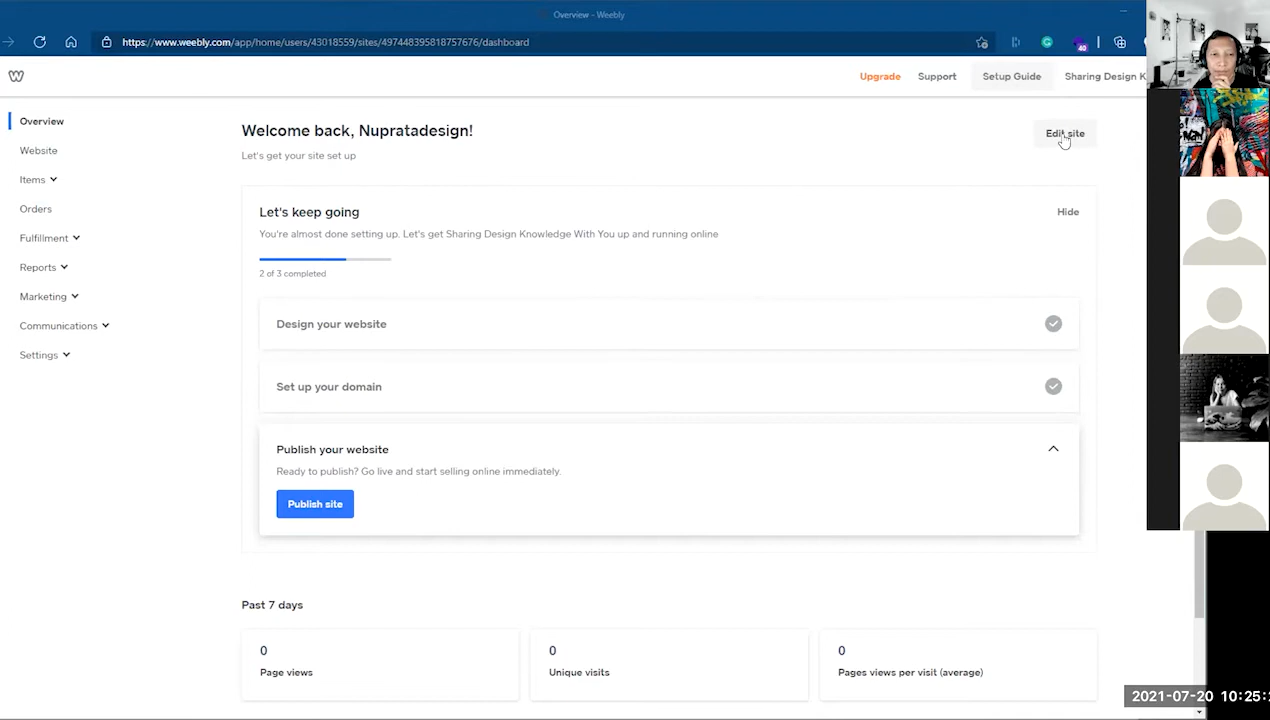 Overview - Weebly
https://www.weebly.com/app/home/users/43018559/sites/497448395818757676/dashboard
40
Upgrade
Support
Setup Guide
Sharing Design K
Overview
Website
Items
Orders
Fulfillment
Reports
Marketing
Communications
Settings
Welcome back, Nupratadesign!
Edit site
Let's get your site set up
Let's keep going
Hide
You're almost done setting up. Let's get Sharing Design Knowledge With You up and running online
2 of 3 completed
Design your website
Set up your domain
Publish your website
Ready to publish? Go live and start selling online immediately.
Publish site
Past 7 days
0
Page views
0
Unique visits
0
Pages views per visit (average)
2021-07-20 10:25: